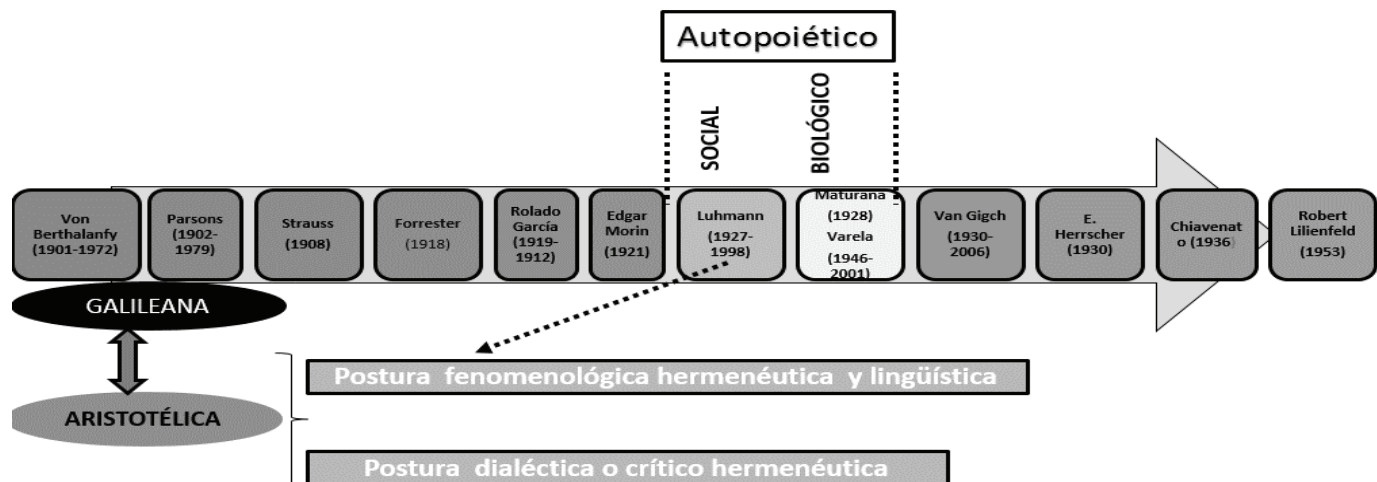 Autopoiético
SOCIAL
BIOLÓGICO
Von
Berthalanfy
(1901-1972)
Parsons
(1902-
1979)
Strauss
(1908)
Forrester
(1918)
Rolado
García
(1919-
1912)
Edgar
Morin
(1921)
Luhmann
(1927-
1998)
Maturana
(1928)
Varela
(1946-
2001)
Van Gigch
(1930-
2006)
E.
Herrscher
(1930)
Chiavenat
o (1936)
Robert
Lilienfeld
(1953)
GALILEANA
Postura fenomenológica hermenéutica y lingüística
ARISTOTÉLICA
Postura dialéctica o crítico hermenéutica